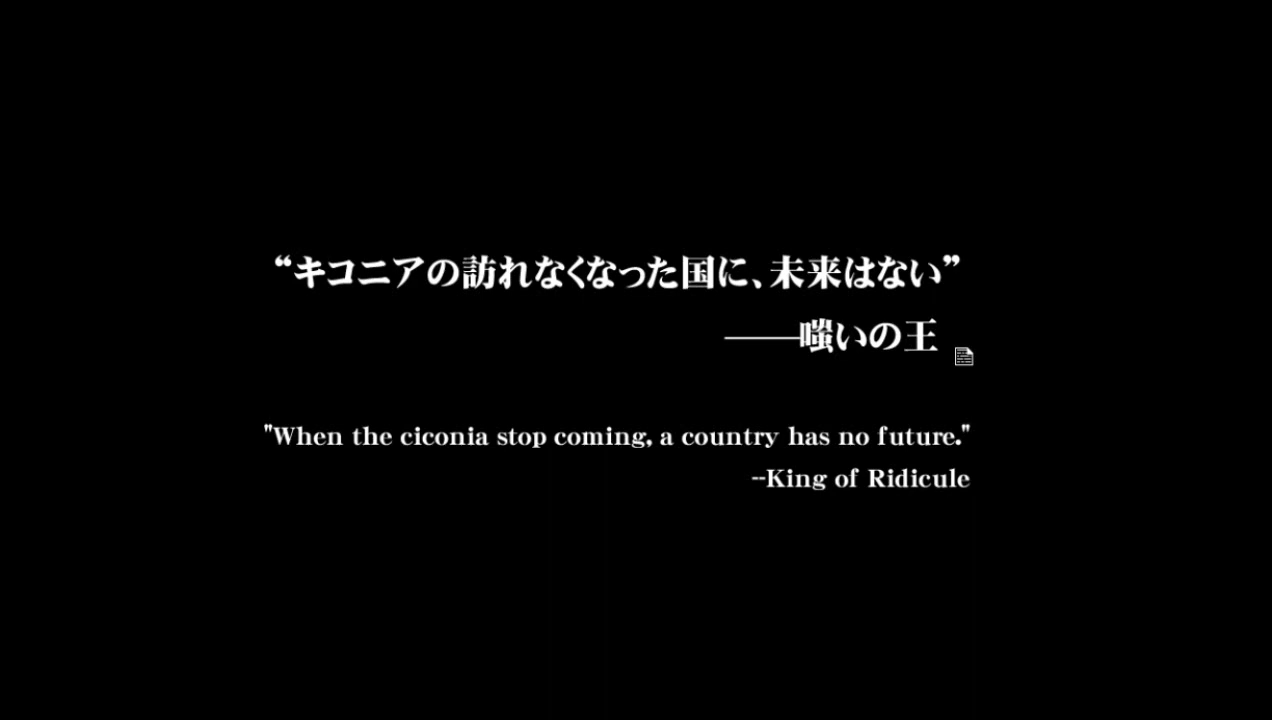 “キコニアの訪れなくなった国に、未来はない”
――嗤いの王
"When the ciconia stop coming, a country has no future."
--King of Ridicule